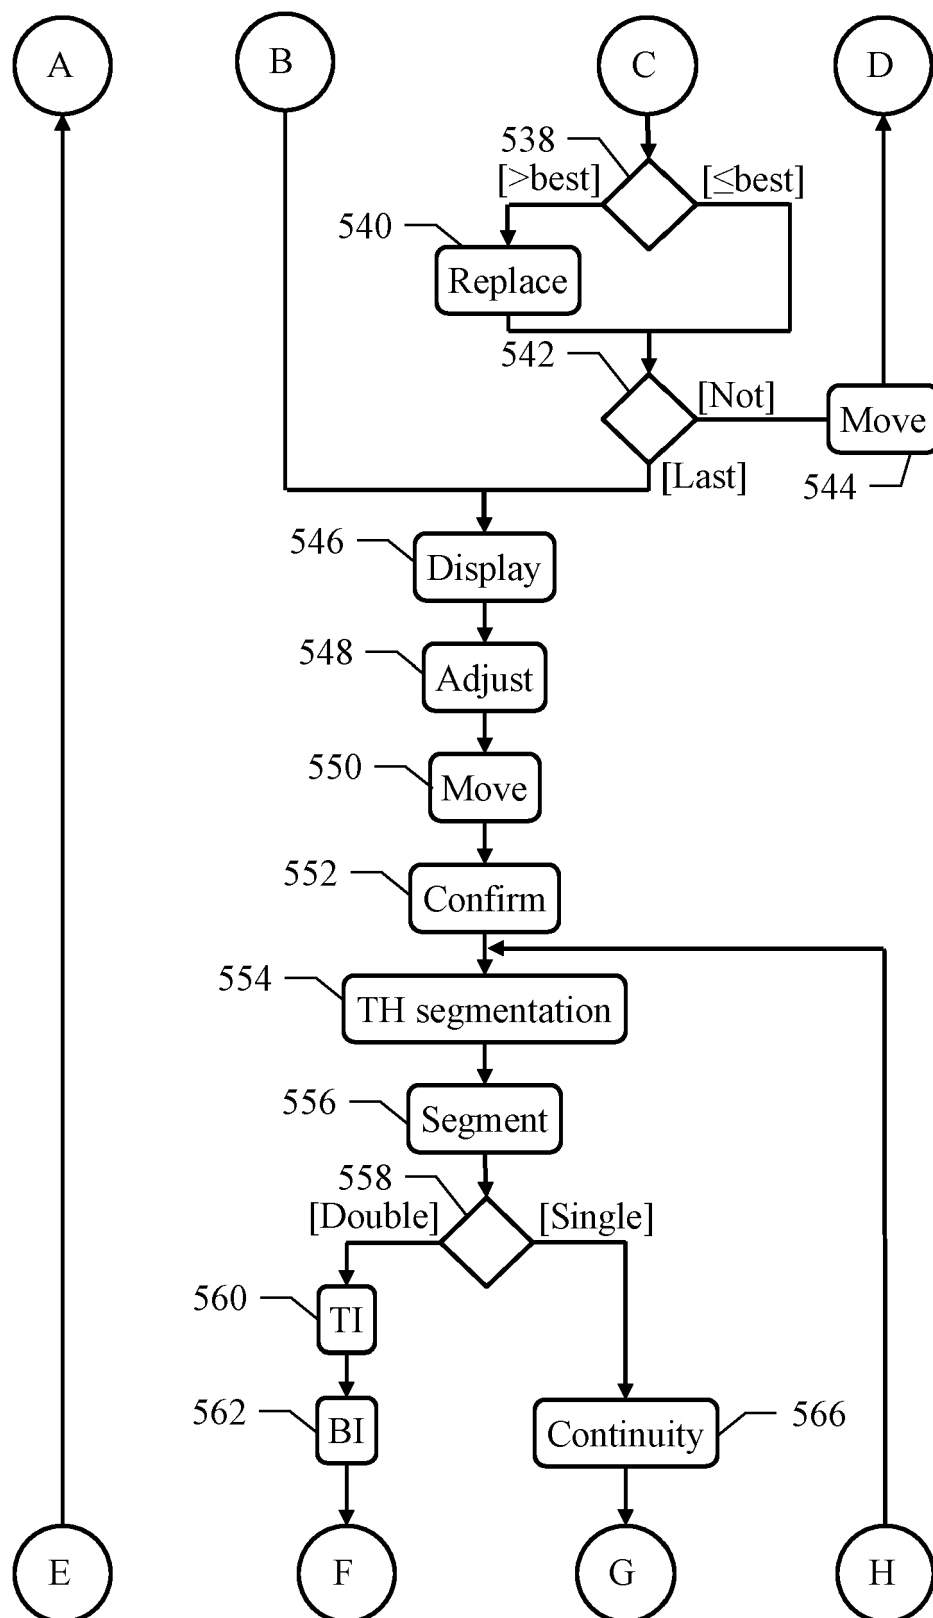 A
B
C
D
538
[>best]
[≤best]
540
Replace
542
[Not]
Move
[Last]
544
546
Display
548
Adjust
550
Move
552
Confirm
554
TH segmentation
556
Segment
558
[Double]
[Single]
560
TI
562
BI
566
Continuity
E
F
G
H